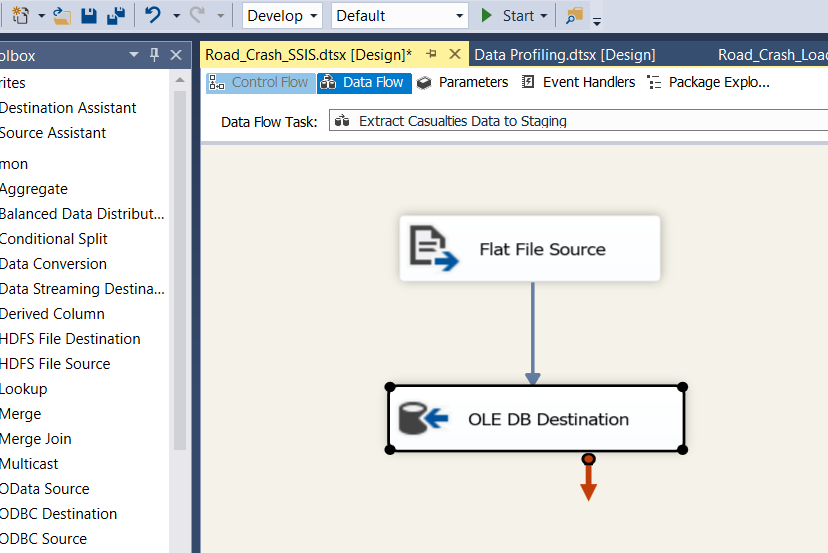 Develop Default Start
olbox
Road_Crash_SSIS.dtsx [Design]* Data Profiling.dtsx [Design] Road_Crash_Loa
Control Flow Data Flow Parameters Event Handlers Package Explo...
Data Flow Task: Extract Casualties Data to Staging
rites
Destination Assistant
Source Assistant
mon
Aggregate
Balanced Data Distribut...
Conditional Split
Data Conversion
Data Streaming Destina...
Derived Column
HDFS File Destination
HDFS File Source
Lookup
Merge
Merge Join
Multicast
OData Source
ODBC Destination
ODBC Source
Flat File Source
OLE DB Destination